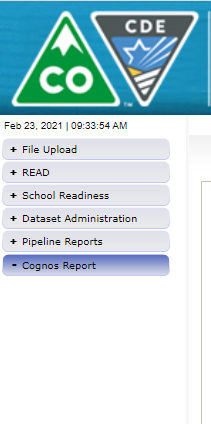 CDE
CO
TM
Feb 23, 2021 | 09:33:54 AM
+ File Upload
+ READ
+ School Readiness
+ Dataset Administration
+ Pipeline Reports
- Cognos Report